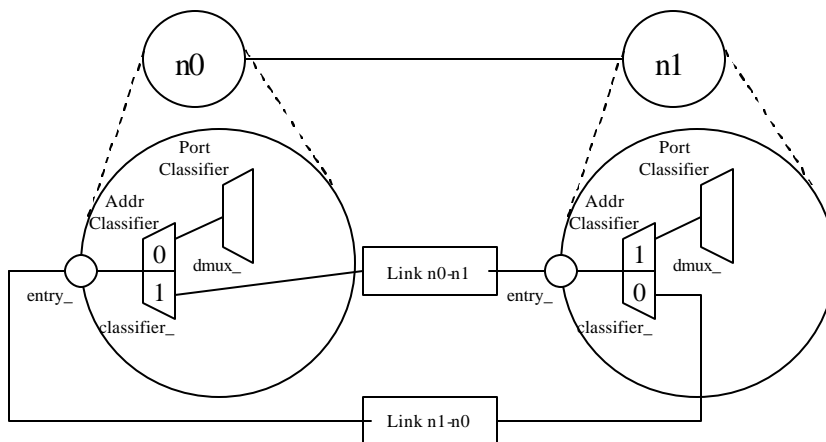 n0
n1
Port
Classifier
Addr
Classifier
0
1
dmux_
entry_
classifier_
Link n0-n1
Port
Classifier
Addr
Classifier
1
0
dmux_
entry_
classifier_
Link n1-n0